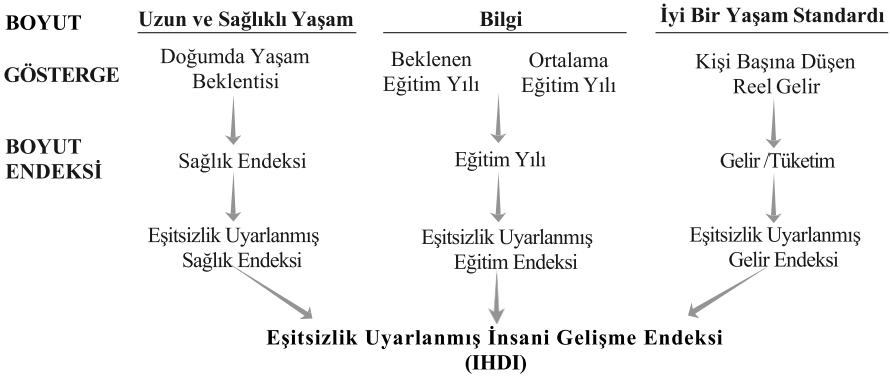 BOYUT
Uzun ve Sağlıklı Yaşam
Bilgi
İyi Bir Yaşam Standardı
GÖSTERGE
Doğumda Yaşam
Beklentisi
Beklenen
Eğitim Yılı
Ortalama
Eğitim Yılı
Kişi Başına Düşen
Reel Gelir
BOYUT
ENDEKSİ
Sağlık Endeksi
Eğitim Yılı
Gelir /Tüketim
Eşitsizlik Uyarlanmış
Sağlık Endeksi
Eşitsizlik Uyarlanmış
Eğitim Endeksi
Eşitsizlik Uyarlanmış
Gelir Endeksi
Eşitsizlik Uyarlanmış İnsani Gelişme Endeksi
(IHDI)